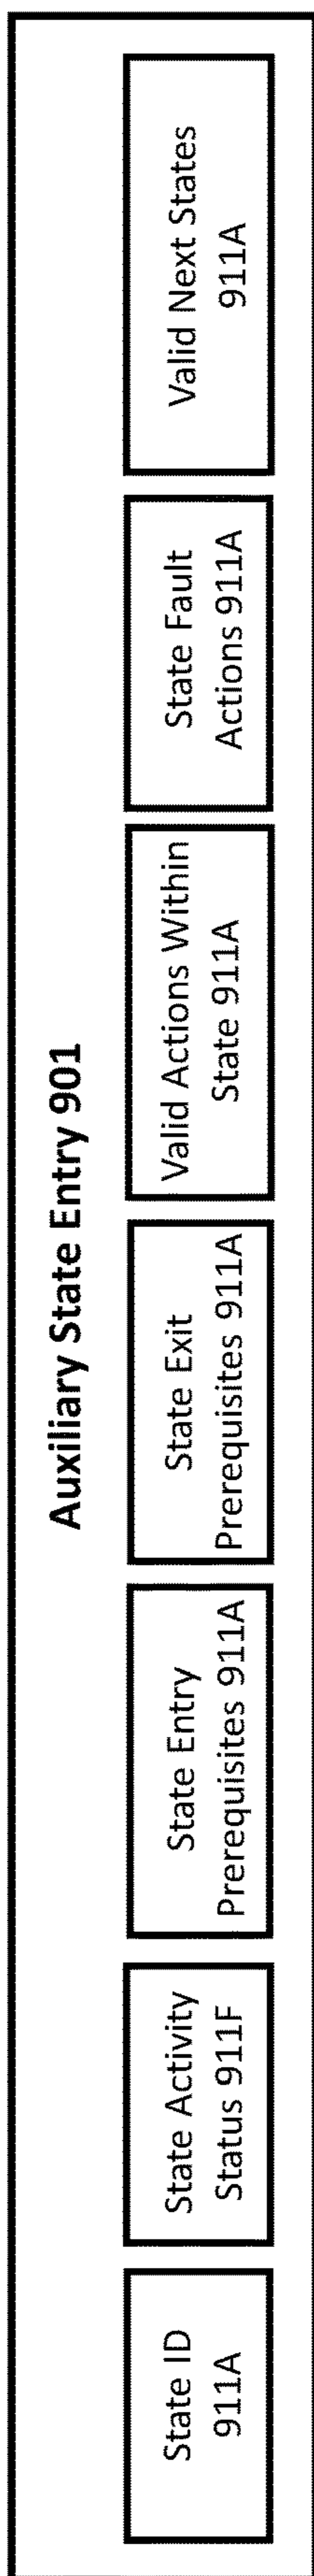 Auxiliary State Entry 901
State ID
911A
State Activity
Status 911F
State Entry
Prerequisites 911A
State Exit
Prerequisites 911A
Valid Actions Within
State 911A
State Fault
Actions 911A
Valid Next States
911A